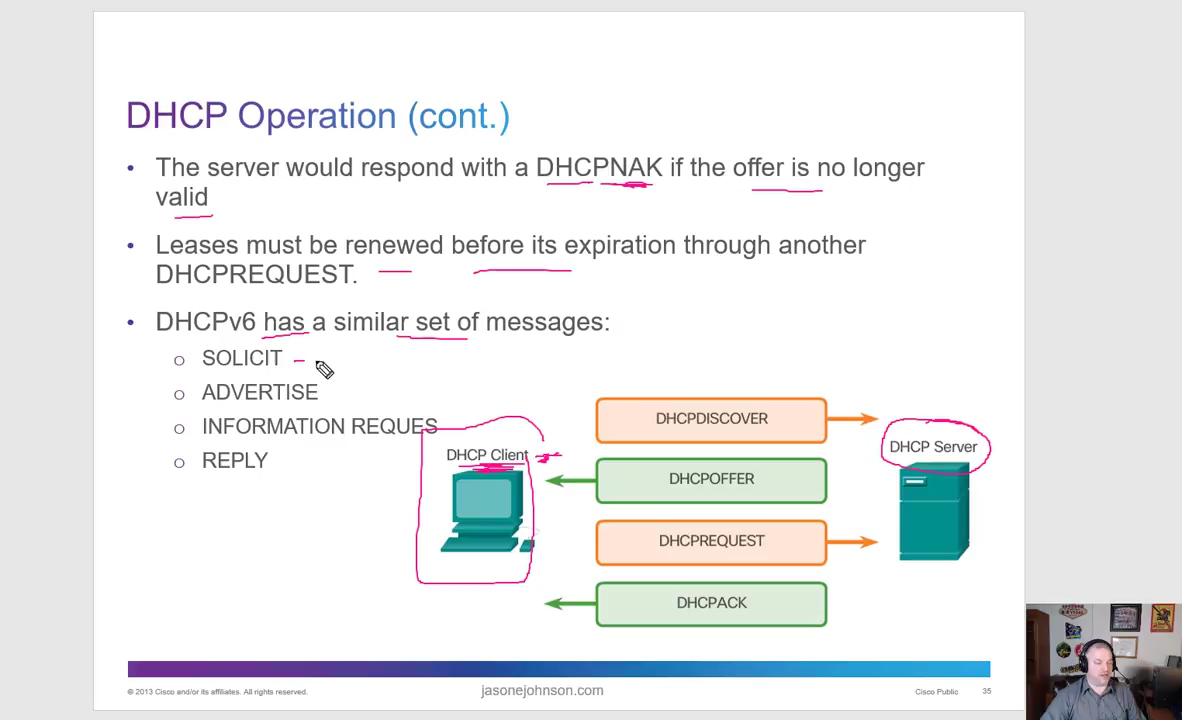 DHCP Operation (cont.)
• The server would respond with a DHCPNAK if the offer is no longer
valid
• Leases must be renewed before its expiration through another
DHCPREQUEST.
• DHCPv6 has a similar set of messages:
o SOLICIT
o ADVERTISE
o INFORMATION REQUES
o REPLY
DHCP Client
DHCPDISCOVER
DHCPOFFER
DHCPREQUEST
DHCPACK
DHCP Server
© 2013 Cisco and/or its affiliates. All rights reserved.
jasonejohnson.com
Cisco Public
35